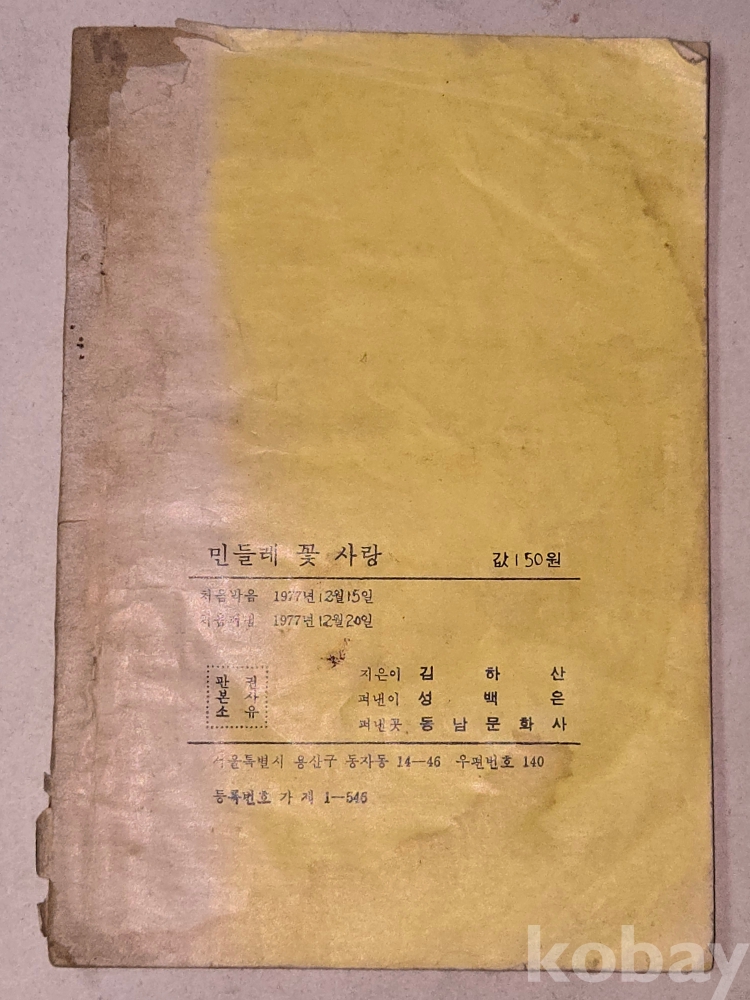 민들레 꽃 사랑 값 150원
처음박음 1977년 12월 15일
처음펴냄 1977년 12월 20일
판권
본사
소유
지은이 김하산
펴낸이 성백은
펴낸곳 동남문화사
서울특별시 용산구 동자동 14—46 우편번호 140
등록번호 가 제 1—546
kobay